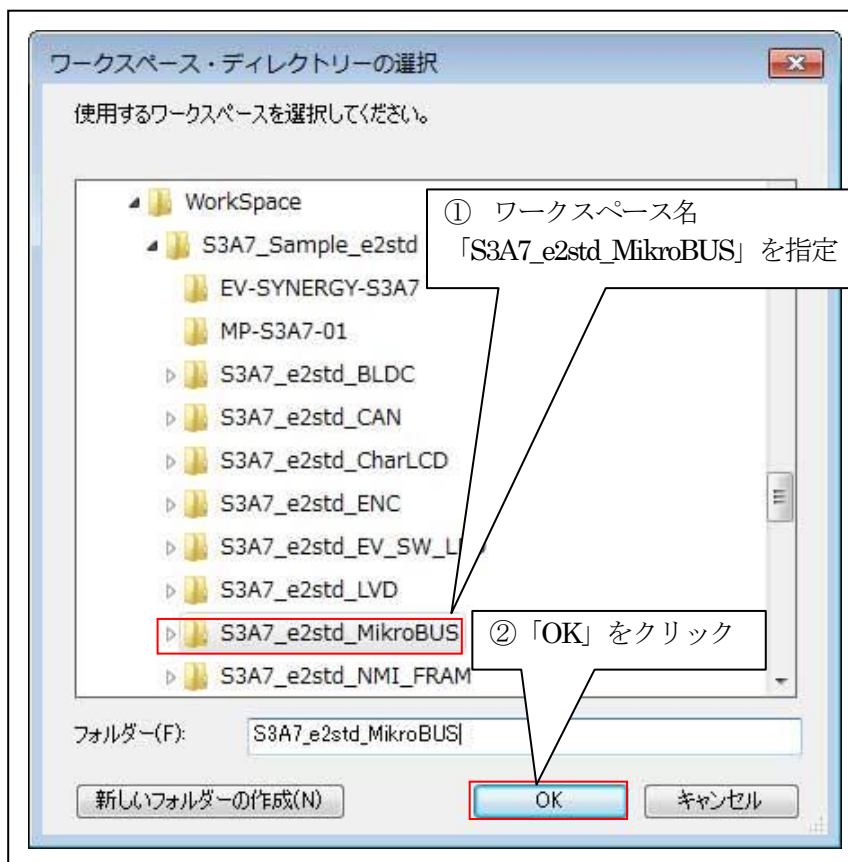 ワークスペース・ディレクトリーの選択
使用するワークスペースを選択してください。
WorkSpace
S3A7_Sample_e2std
① ワークスペース名
「S3A7_e2std_MikroBUS」を指定
EV-SYNERGY-S3A7
MP-S3A7-01
S3A7_e2std_BLDC
S3A7_e2std_CAN
S3A7_e2std_CharLCD
S3A7_e2std_ENC
S3A7_e2std_EV_SW_L
S3A7_e2std_LVD
S3A7_e2std_MikroBUS
②「OK」をクリック
S3A7_e2std_NMI_FRAM
フォルダー(F):
S3A7_e2std_MikroBUS
新しいフォルダーの作成(N)
OK
キャンセル